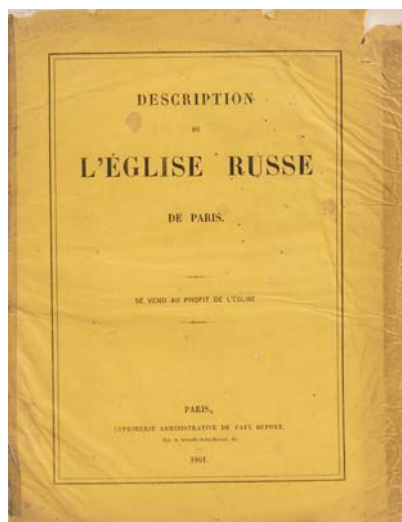 DESCRIPTION
DE
L'ÉGLISE RUSSE
DE PARIS.
SE VEND AU PROFIT DE L'ÉGLISE
PARIS,
IMPRIMERIE ADMINISTRATIVE DE PAUL DUPONT,
1861.